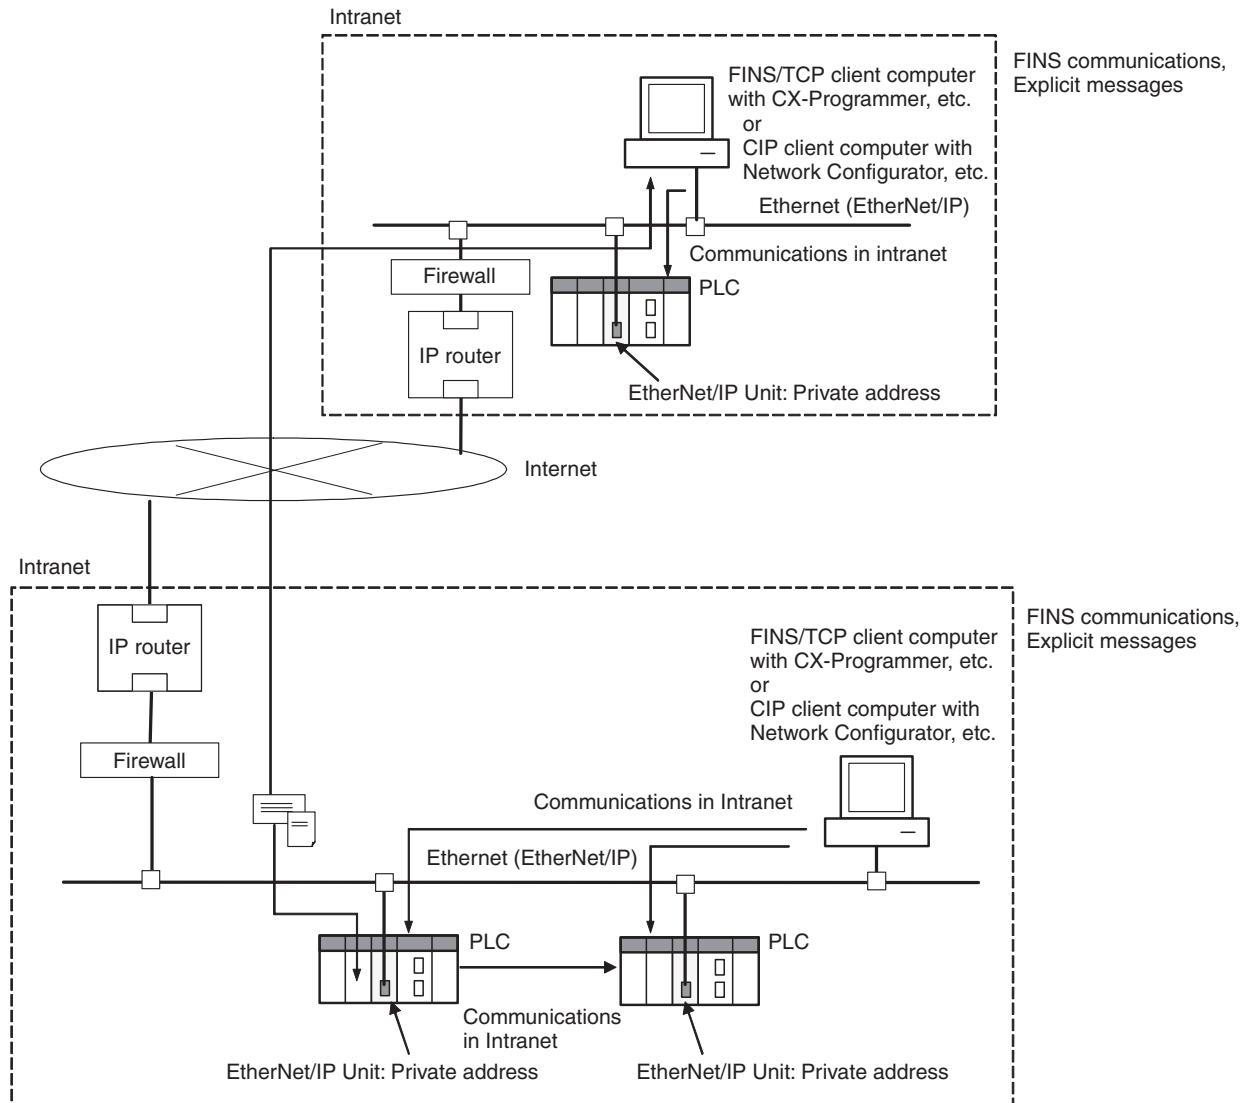 Intranet
FINS communications,
Explicit messages
FINS/TCP client computer
with CX-Programmer, etc.
or
CIP client computer with
Network Configurator, etc.
Ethernet (EtherNet/IP)
Communications in intranet
Firewall
PLC
IP router
EtherNet/IP Unit: Private address
Internet
Intranet
FINS communications,
Explicit messages
IP router
FINS/TCP client computer
with CX-Programmer, etc.
or
CIP client computer with
Network Configurator, etc.
Firewall
Communications in Intranet
Ethernet (EtherNet/IP)
PLC
PLC
Communications
in Intranet
EtherNet/IP Unit: Private address
EtherNet/IP Unit: Private address